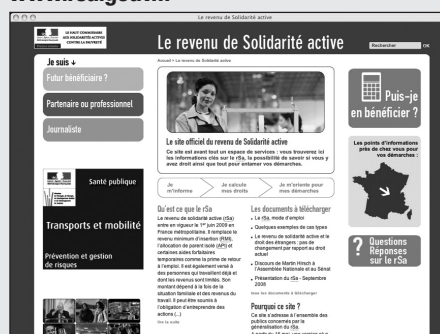 Le revenu de Solidarité active
LE HAUT COMMISSAIRE
AUX SOLIDARITÉS ACTIVES
CONTRE LA PAUVRETÉ
Le revenu de Solidarité active
Rechercher OK
Je suis ↓
Accueil > Le revenu de Solidarité active
Futur bénéficiaire ?
Partenaire ou professionnel
Journaliste
Le site officiel du revenu de Solidarité active
Ce site est avant tout un espace de services : vous trouverez ici
les informations clés sur le rSa, la possibilité de savoir si vous y
avez droit ainsi que tout pour entamer vos démarches.
Puis-je
en bénéficier ?
Les points d'informations
près de chez vous pour
vos démarches :
Je
m'informe
Je calcule
mes droits
Je m'oriente pour
mes démarches
Santé publique
Transports et mobilité
Prévention et gestion
de risques
Qu'est ce que le rSa
Le revenu de solidarité active (rSa)
entre en vigueur le 1er juin 2009 en
France métropolitaine. Il remplace le
revenu minimum d'insertion (RMI),
l'allocation de parent isolé (API) et
certaines aides forfaitaires
temporaires comme la prime de retour
à l'emploi. Il est également versé à
des personnes qui travaillent déjà et
dont les revenus sont limités. Son
montant dépend à la fois de la
situation familiale et des revenus du
travail. Il peut être soumis à
l'obligation d'entreprendre des
actions (...)
lire la suite
Les documents à télécharger
Le rSa, mode d'emploi
Quelques exemples de cas types
Le revenu de solidarité active et le
droit des étrangers : pas de
changement par rapport au droit
actuel
Discours de Martin Hirsch à
l'Assemblée Nationale et au Sénat
Présentation du rSa - Septembre
2008
tous les documents à télécharger
Pourquoi ce site ?
Ce site s'adresse à l'ensemble des
publics concernés par la
généralisation du rSa.
Questions
Réponses
sur le rSa